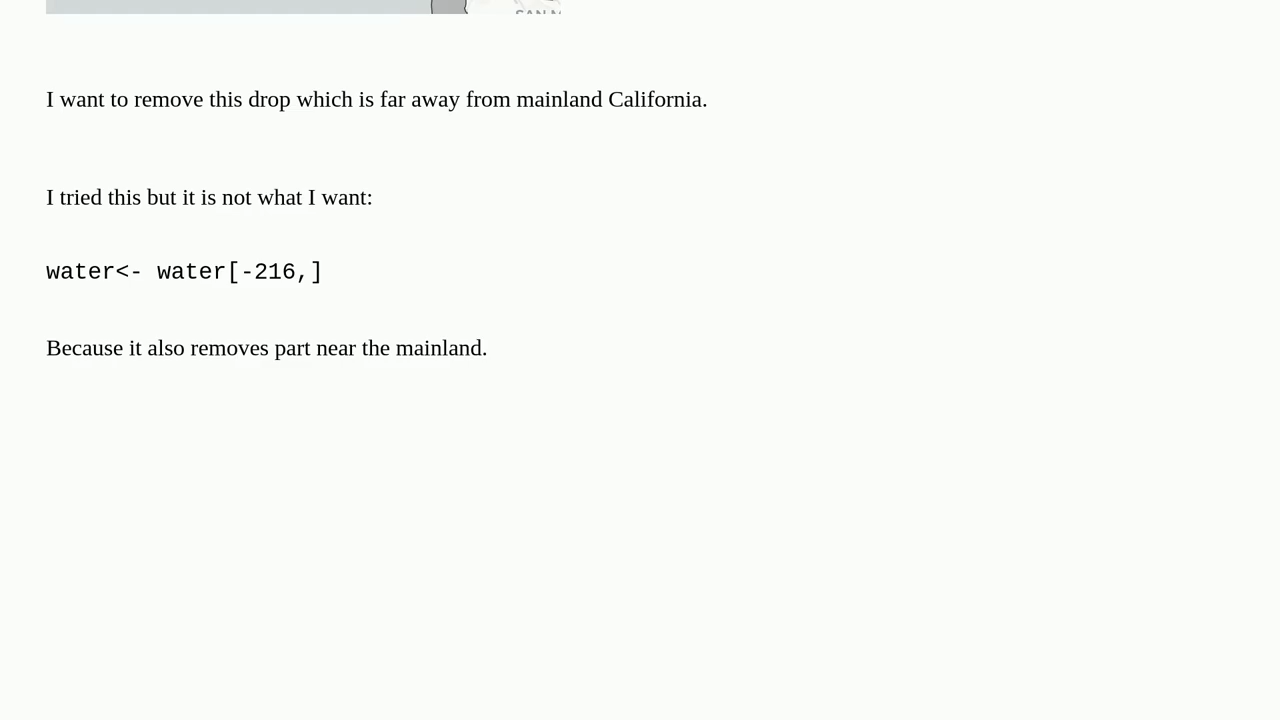 I want to remove this drop which is far away from mainland California.
I tried this but it is not what I want:
water<- water[-216,]
Because it also removes part near the mainland.